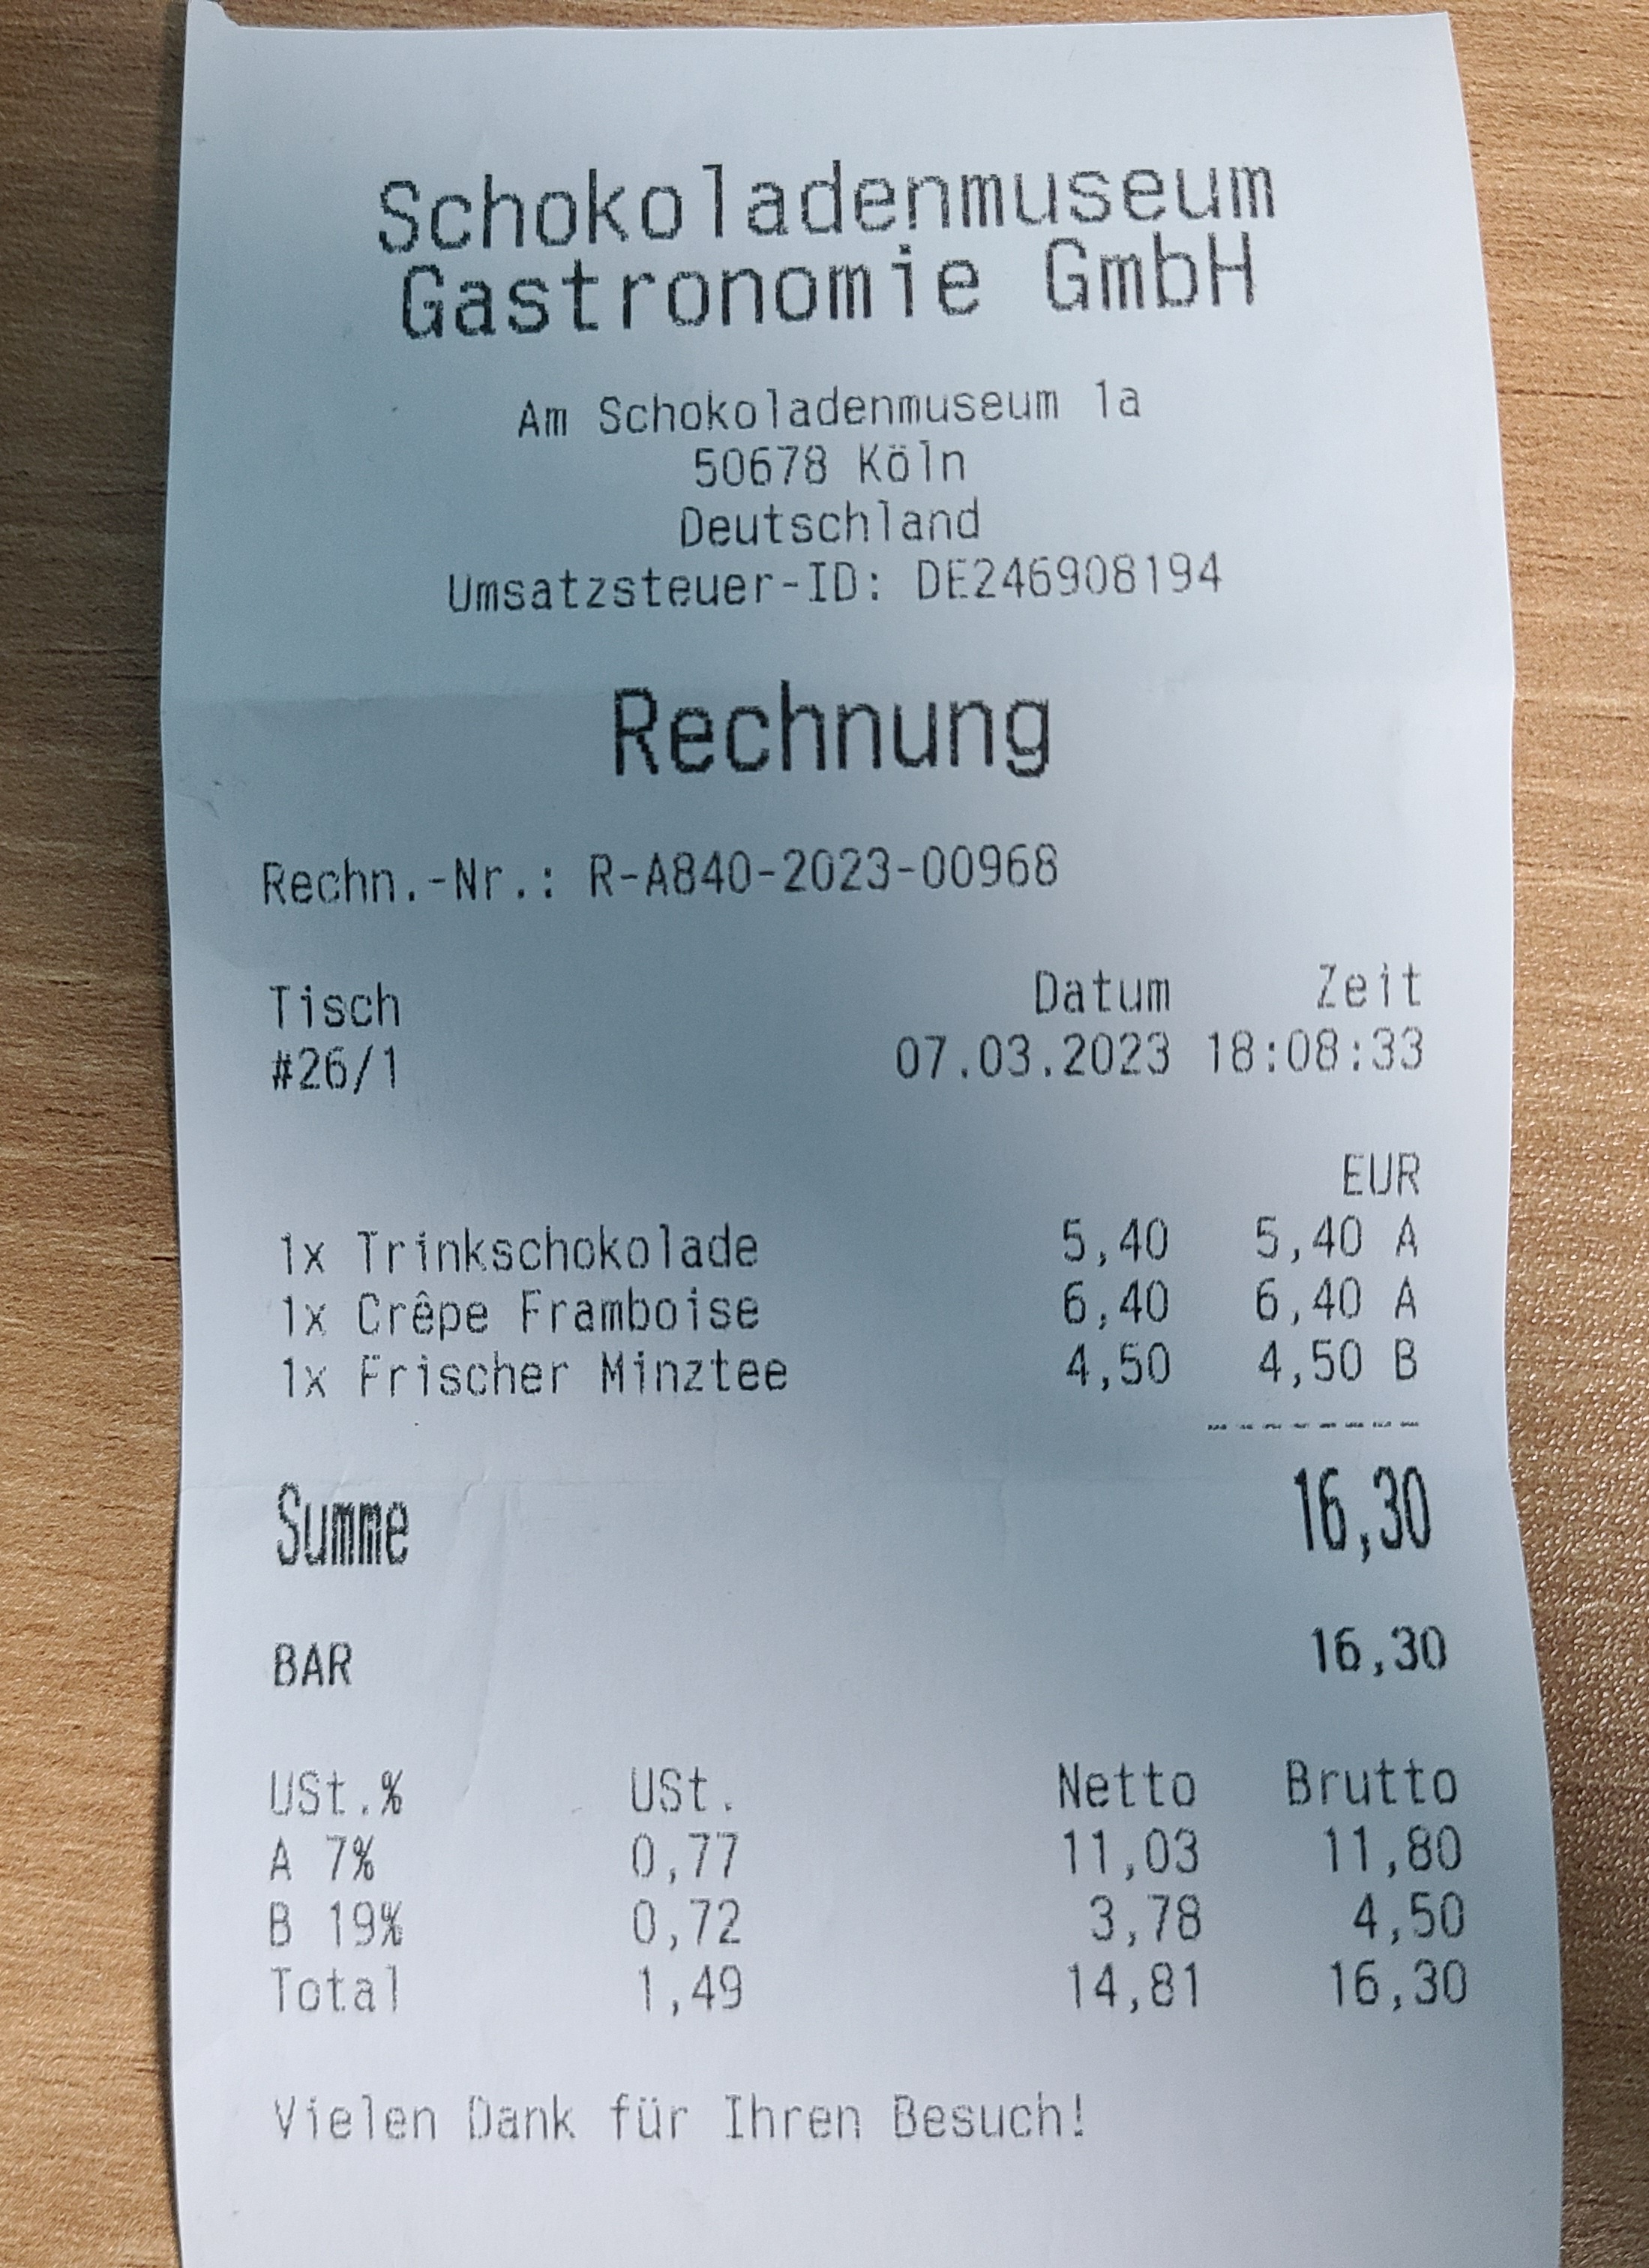 Schokoladenmuseum
Gastronomie GmbH
Am Schokoladenmuseum 1a
50678 Köln
Deutschland
Umsatzsteuer-ID: DE246908194
Rechnung
Rechn.-Nr.: R-A840-2023-00968
Tisch Datum Zeit
#26/1 07.03.2023 18:08:33
EUR
1x Trinkschokolade 5,40 5,40 A
1x Crêpe Framboise 6,40 6,40 A
1x Frischer Minztee 4,50 4,50 B
--------
Summe 16,30
BAR 16,30
USt.% USt. Netto Brutto
A 7% 0,77 11,03 11,80
B 19% 0,72 3,78 4,50
Total 1,49 14,81 16,30
Vielen Dank für Ihren Besuch!